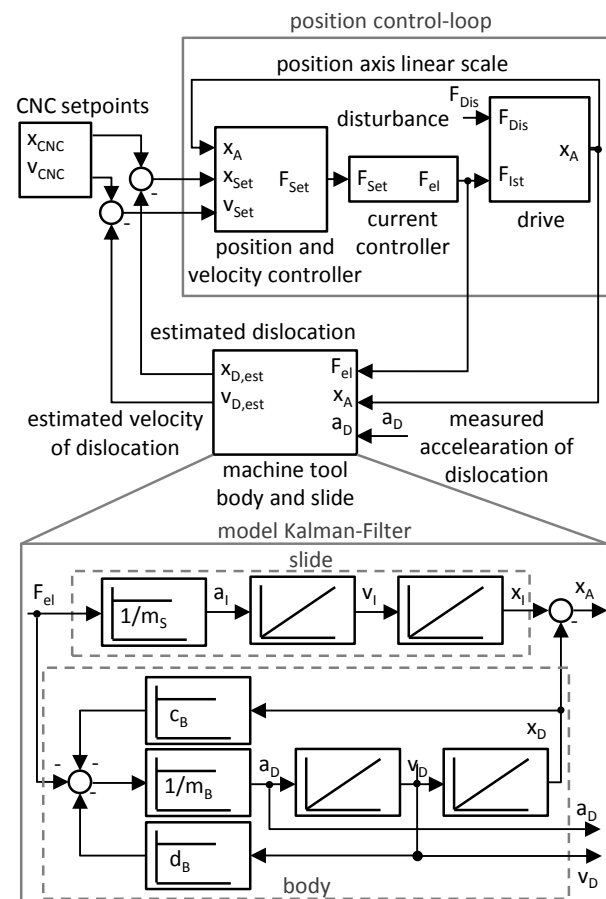 position control-loop
position axis linear scale
CNC setpoints
x_CNC
v_CNC
-
-
x_A
x_Set
v_Set
F_Set
position and
velocity controller
F_Set F_el
current
controller
F_Dis
disturbance
F_Dis
x_A
F_Ist
drive
estimated dislocation
x_D,est
v_D,est
F_el
x_A
a_D
estimated velocity
of dislocation
a_D
measured
accelearation of
dislocation
machine tool
body and slide
model Kalman-Filter
slide
F_el
1/m_S
a_I
v_I
x_I
-
x_A
c_B
x_D
-
-
-
1/m_B
a_D
v_D
a_D
d_B
v_D
body